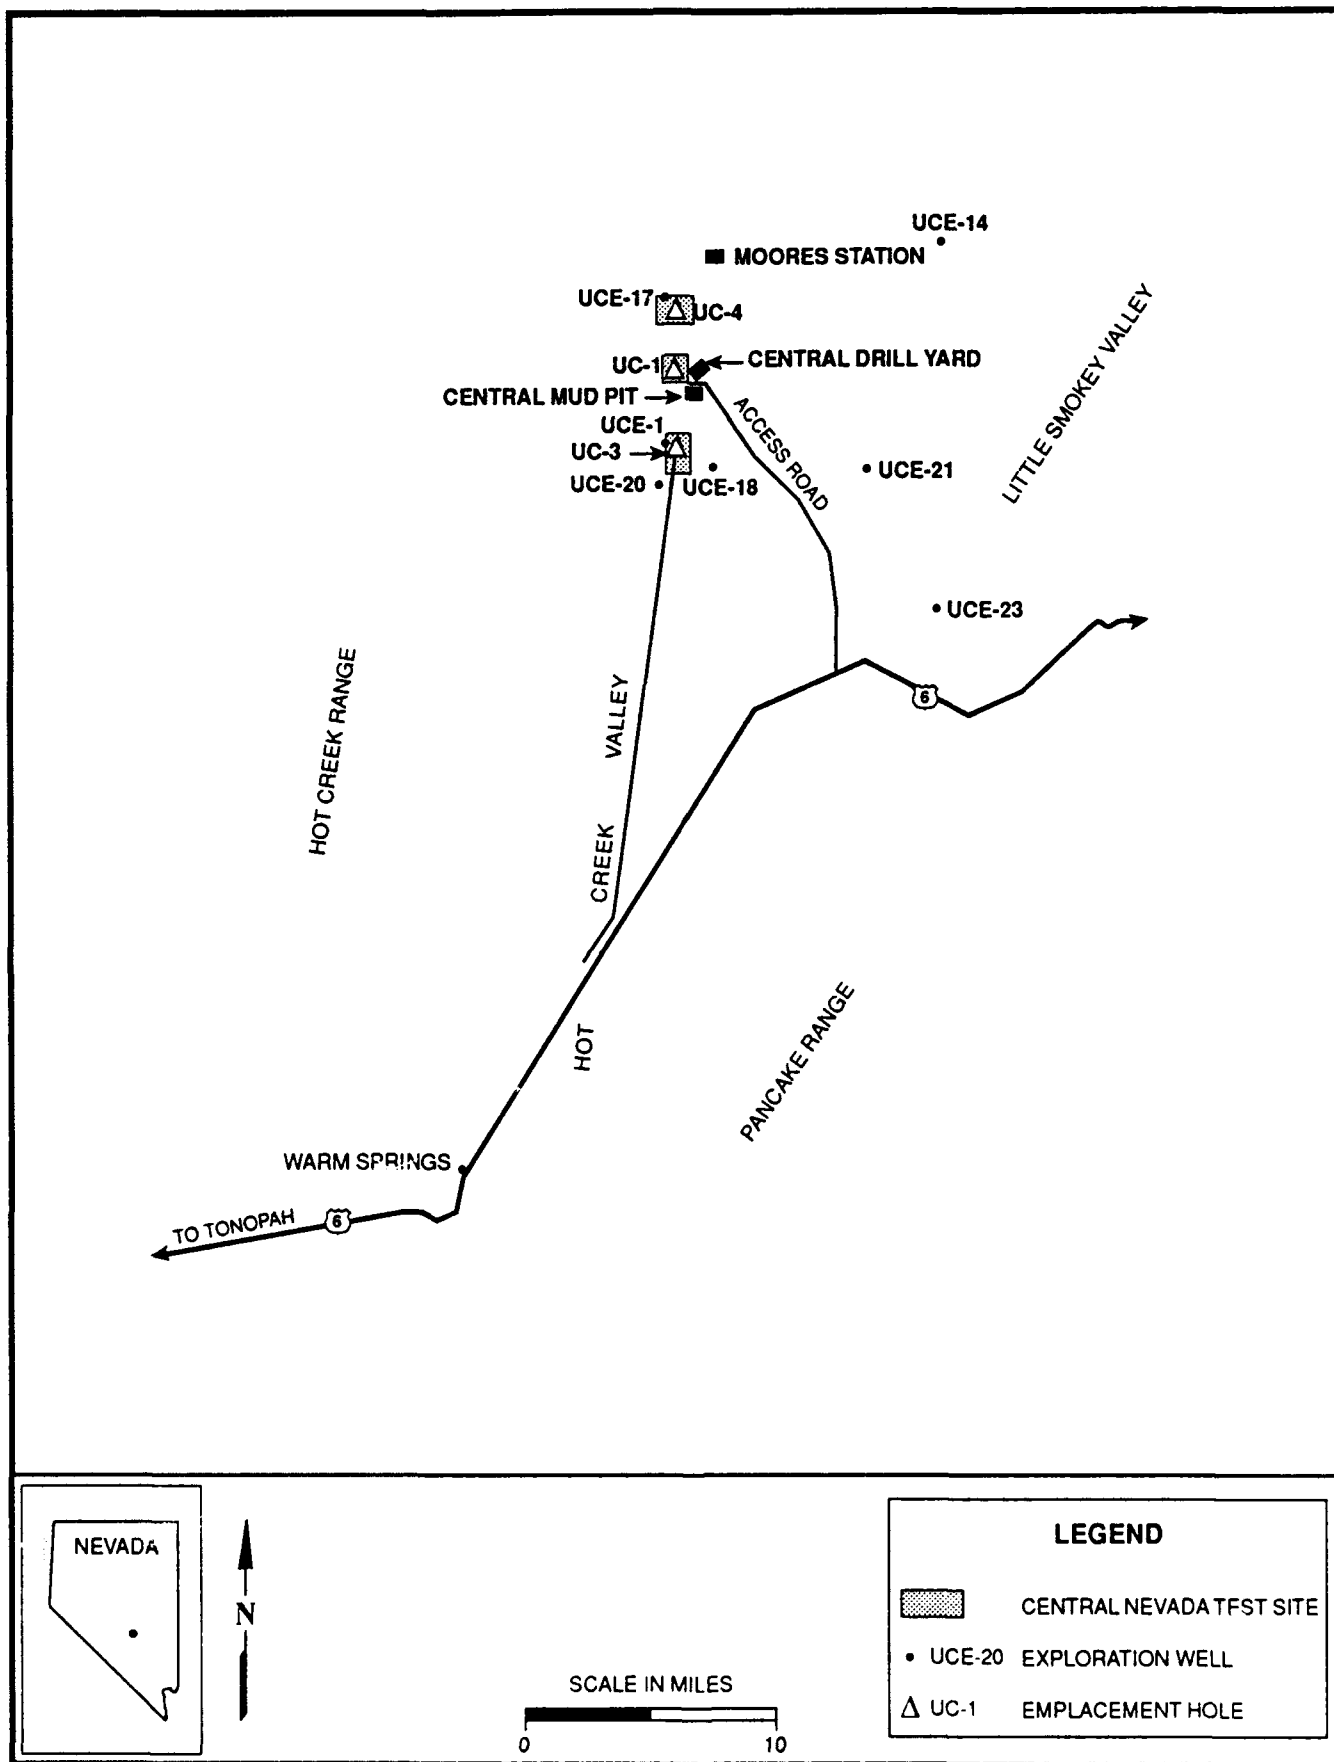 UCE-14
MOORES STATION
UCE-17
UC-4
UC-1
CENTRAL DRILL YARD
CENTRAL MUD PIT
UCE-1
UC-3
UCE-20
UCE-18
ACCESS ROAD
UCE-21
LITTLE SMOKEY VALLEY
UCE-23
6
HOT CREEK RANGE
HOT CREEK VALLEY
PANCAKE RANGE
WARM SPRINGS
TO TONOPAH
6
NEVADA
N
SCALE IN MILES
0 10
LEGEND
CENTRAL NEVADA TEST SITE
UCE-20 EXPLORATION WELL
UC-1 EMPLACEMENT HOLE